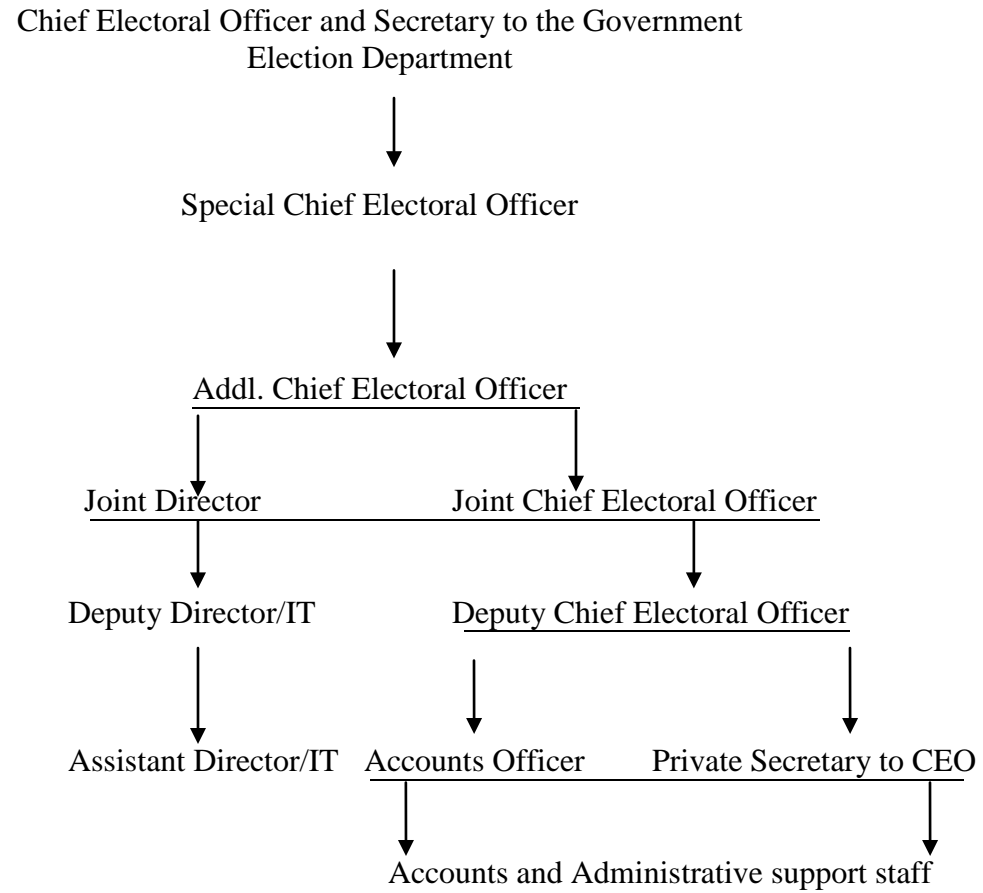 Chief Electoral Officer and Secretary to the Government
Election Department
Special Chief Electoral Officer
Addl. Chief Electoral Officer
Joint Director
Joint Chief Electoral Officer
Deputy Director/IT
Deputy Chief Electoral Officer
Assistant Director/IT
Accounts Officer
Private Secretary to CEO
Accounts and Administrative support staff